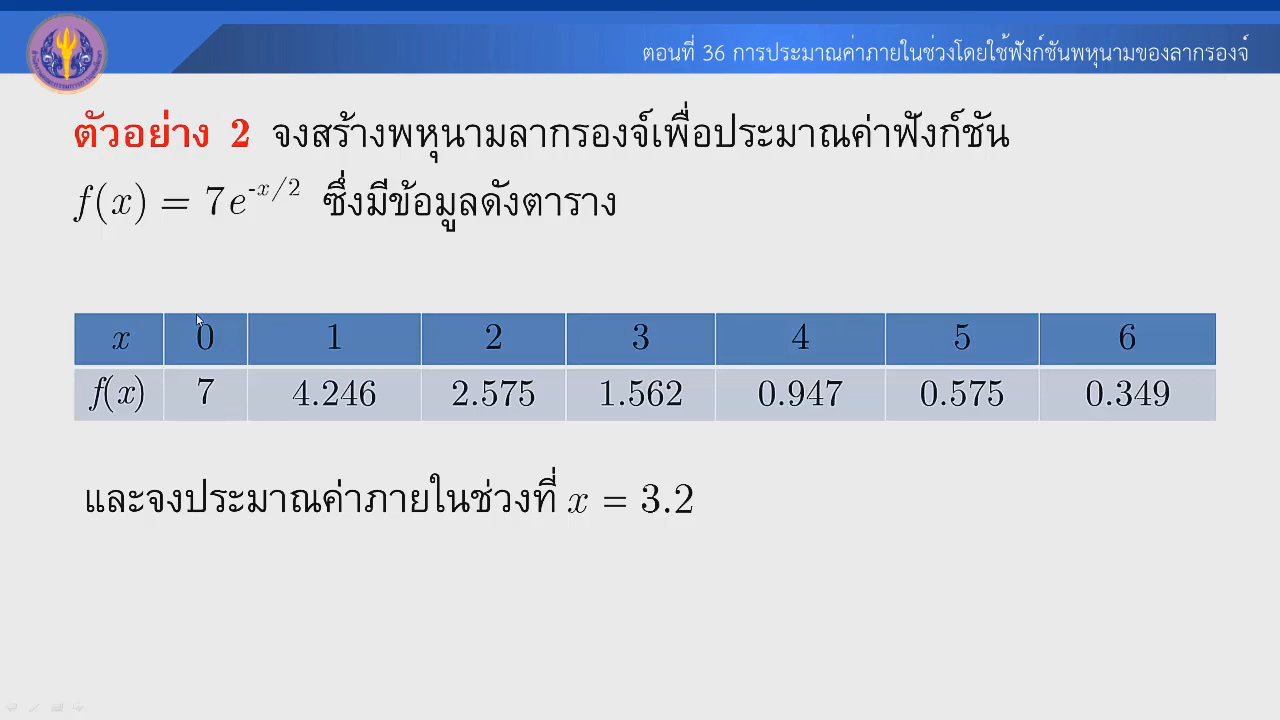 ตอนที่ 36 การประมาณค่าภายในช่วงโดยใช้ฟังก์ชันพหุนามของลากรองจ์
ตัวอย่าง 2 จงสร้างพหุนามลากรองจ์เพื่อประมาณค่าฟังก์ชัน
f(x) = 7e^{-x/2} ซึ่งมีข้อมูลดังตาราง
x 0 1 2 3 4 5 6
f(x) 7 4.246 2.575 1.562 0.947 0.575 0.349
และจงประมาณค่าภายในช่วงที่ x = 3.2